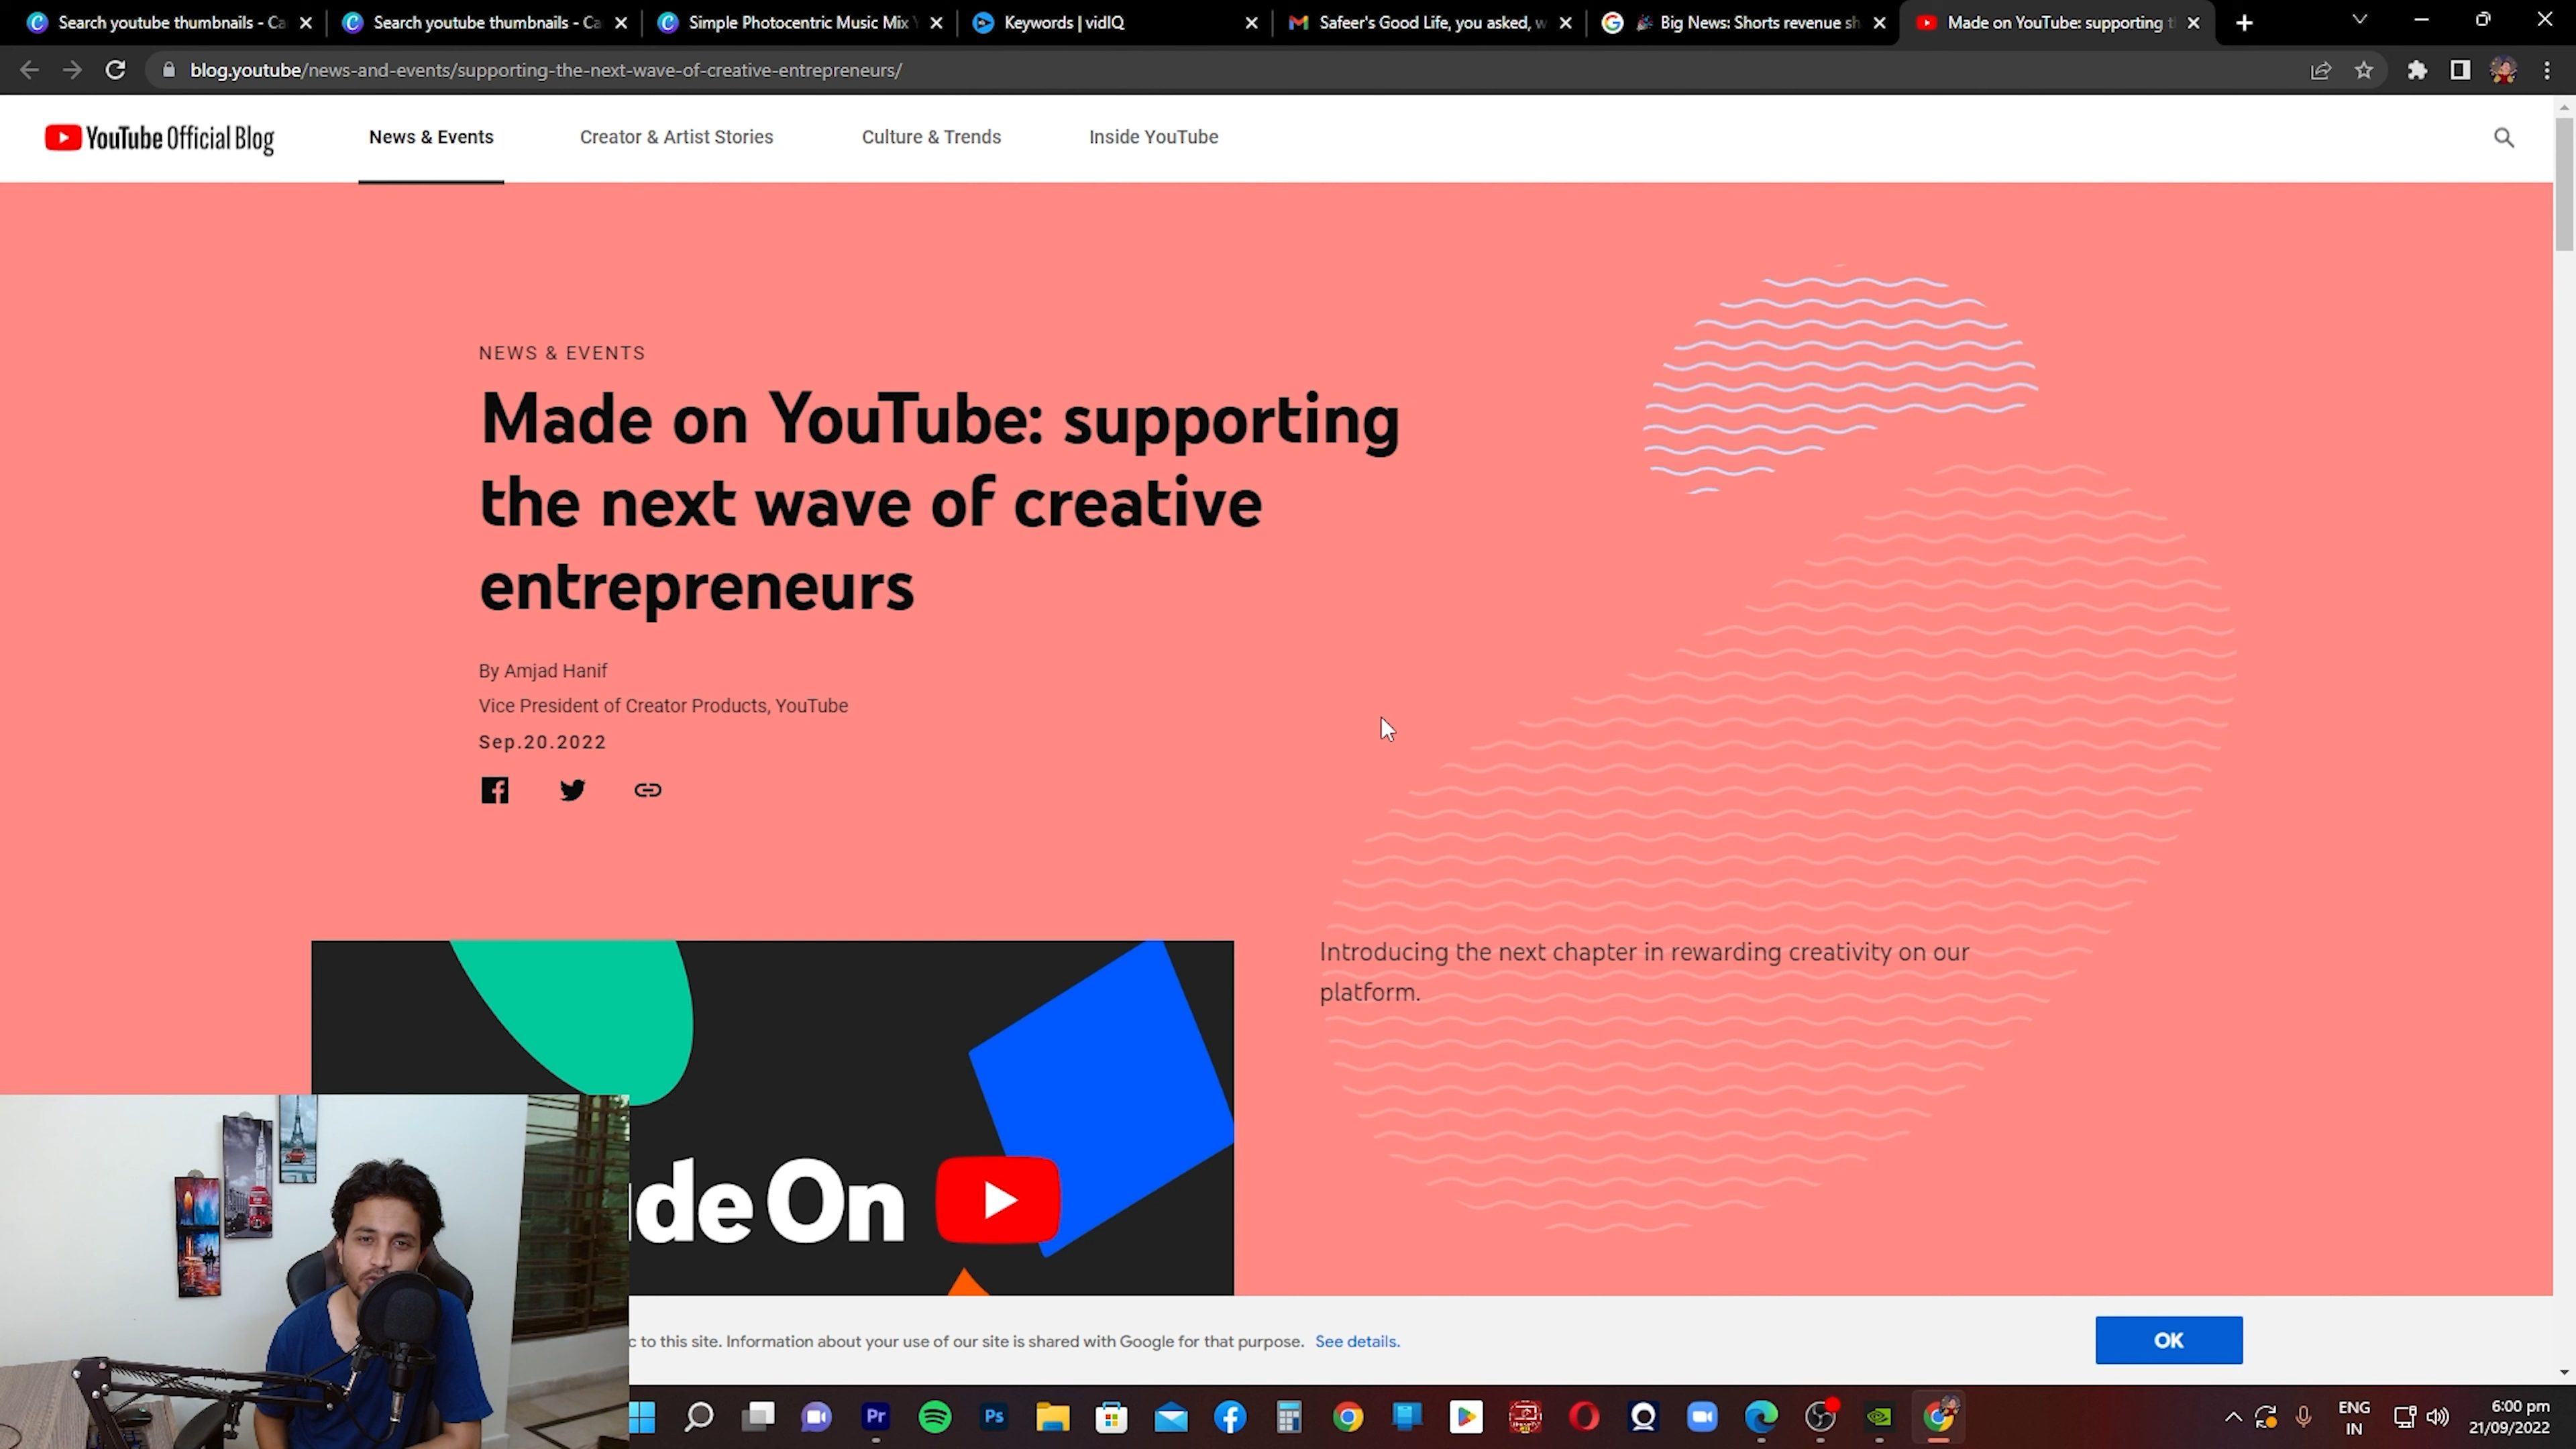 Search youtube thumbnails - Ca
Search youtube thumbnails - Ca
Simple Photocentric Music Mix Y
Keywords | vidIQ
Safeer's Good Life, you asked, w
Big News: Shorts revenue sh
Made on YouTube: supporting t
blog.youtube/news-and-events/supporting-the-next-wave-of-creative-entrepreneurs/
YouTube Official Blog
News & Events
Creator & Artist Stories
Culture & Trends
Inside YouTube
NEWS & EVENTS
Made on YouTube: supporting
the next wave of creative
entrepreneurs
By Amjad Hanif
Vice President of Creator Products, YouTube
Sep.20.2022
Introducing the next chapter in rewarding creativity on our
platform.
de On
c to this site. Information about your use of our site is shared with Google for that purpose. See details.
OK
Pr
Ps
ENG
IN
6:00 pm
21/09/2022